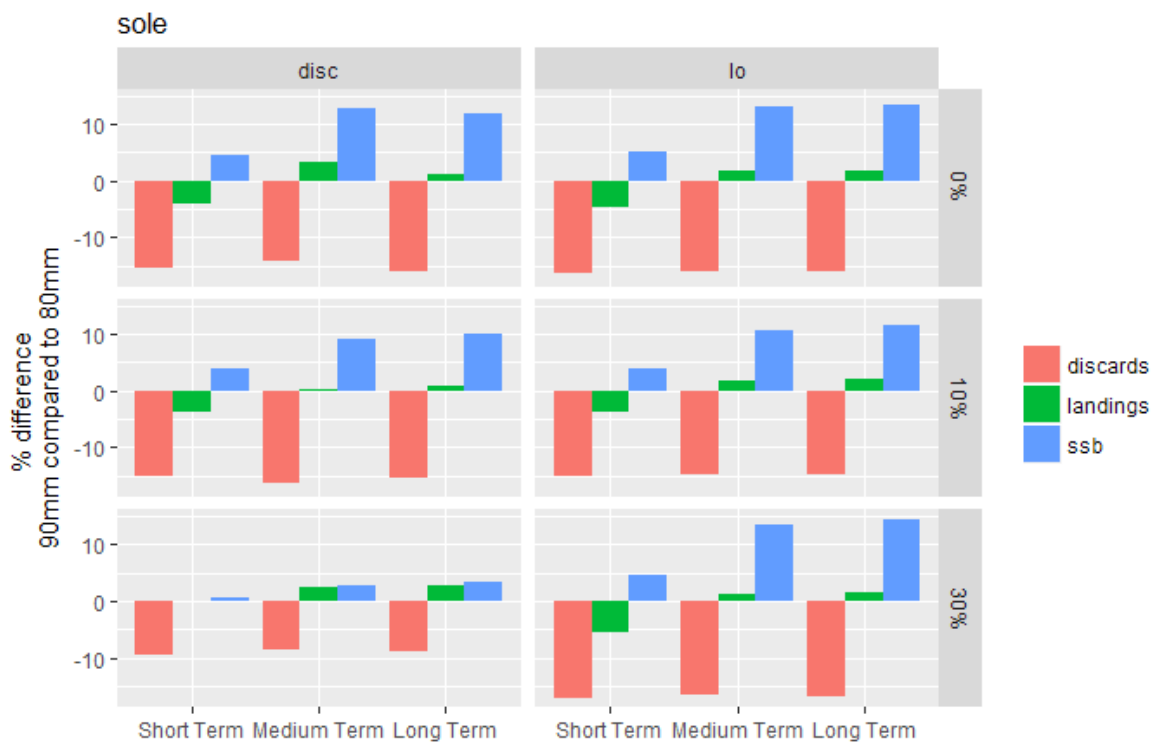 sole
disc
lo
10
0
-10
0%
10
0
-10
10%
10
0
-10
30%
% difference
90mm compared to 80mm
Short Term Medium Term Long Term
Short Term Medium Term Long Term
discards
landings
ssb